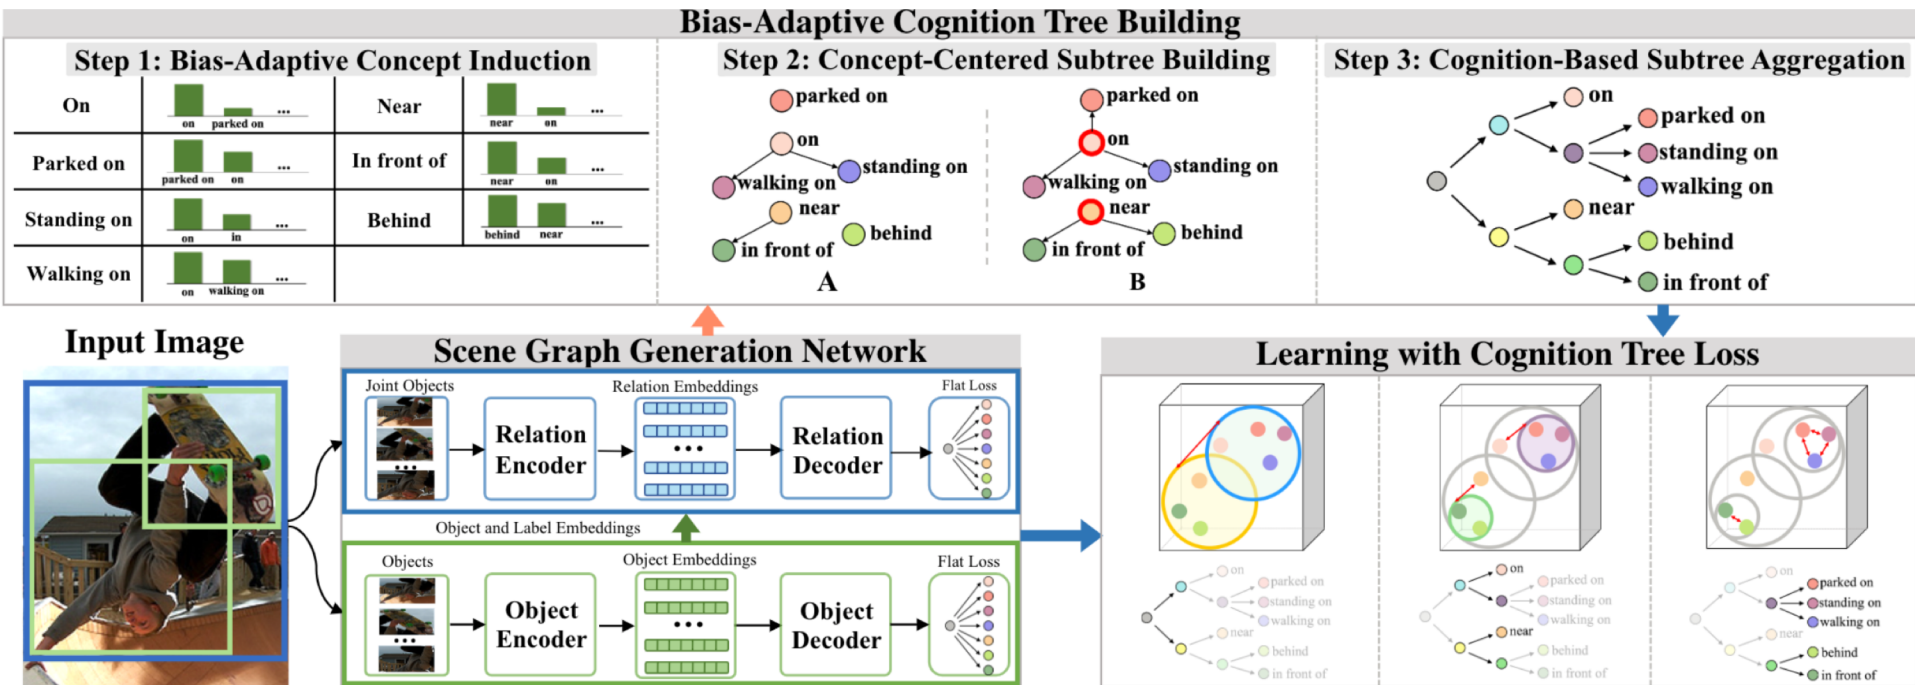 Bias-Adaptive Cognition Tree Building
Step 1: Bias-Adaptive Concept Induction
On
on parked on ...
Near
near on ...
Parked on
parked on on ...
In front of
near on ...
Standing on
on in ...
Behind
behind near ...
Walking on
on walking on ...
Step 2: Concept-Centered Subtree Building
parked on
on
standing on
walking on
near
behind
in front of
A
parked on
on
standing on
walking on
near
behind
in front of
B
Step 3: Cognition-Based Subtree Aggregation
on
parked on
standing on
walking on
near
behind
in front of
Input Image
Scene Graph Generation Network
Joint Objects
...
Relation
Encoder
Relation Embeddings
...
Relation
Decoder
Flat Loss
Object and Label Embeddings
Objects
...
Object
Encoder
Object Embeddings
...
Object
Decoder
Flat Loss
Learning with Cognition Tree Loss
on
parked on
standing on
walking on
near
behind
in front of
on
parked on
standing on
walking on
near
behind
in front of
on
parked on
standing on
walking on
near
behind
in front of